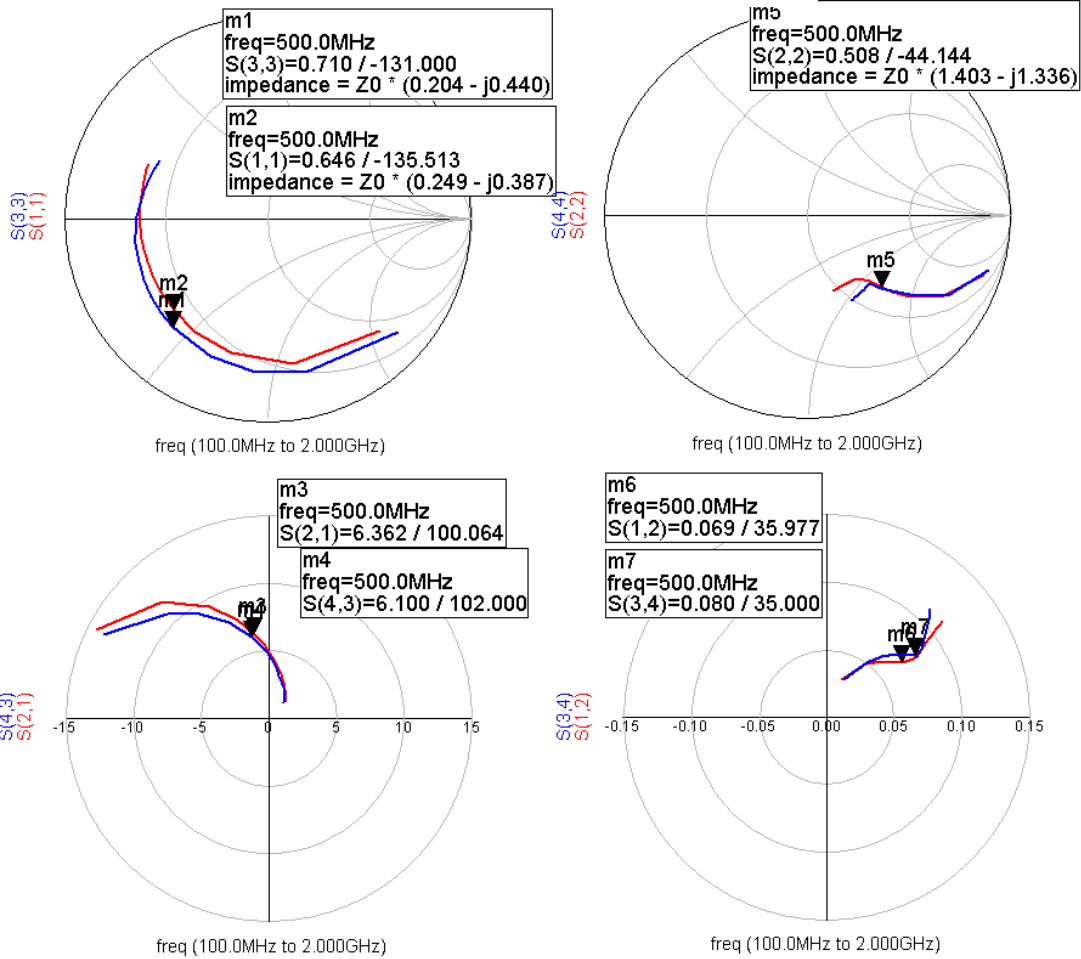 m1
freq=500.0MHz
S(3,3)=0.710 / -131.000
impedance = Z0 * (0.204 - j0.440)
m2
freq=500.0MHz
S(1,1)=0.646 / -135.513
impedance = Z0 * (0.249 - j0.387)
S(3,3)
S(1,1)
m2
m1
freq (100.0MHz to 2.000GHz)
m5
freq=500.0MHz
S(2,2)=0.508 / -44.144
impedance = Z0 * (1.403 - j1.336)
S(4,4)
S(2,2)
m5
freq (100.0MHz to 2.000GHz)
m3
freq=500.0MHz
S(2,1)=6.362 / 100.064
m4
freq=500.0MHz
S(4,3)=6.100 / 102.000
S(4,3)
S(2,1)
-15 -10 -5 0 5 10 15
freq (100.0MHz to 2.000GHz)
m6
freq=500.0MHz
S(1,2)=0.069 / 35.977
m7
freq=500.0MHz
S(3,4)=0.080 / 35.000
S(3,4)
S(1,2)
m6
m7
-0.15 -0.10 -0.05 0.00 0.05 0.10 0.15
freq (100.0MHz to 2.000GHz)